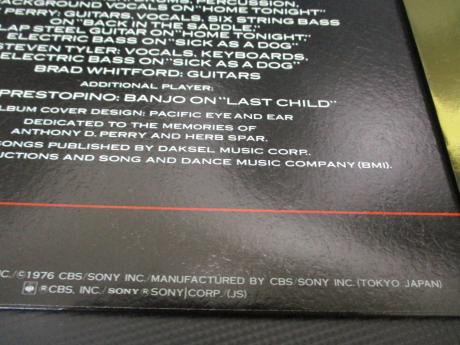 BACKGROUND VOCALS ON "HOME TONIGHT"
PERRY: GUITARS, VOCALS, SIX STRING BASS
ON "BACK IN THE SADDLE,"
LAP STEEL GUITAR ON "HOME TONIGHT,"
ELECTRIC BASS ON "SICK AS A DOG"
STEVEN TYLER: VOCALS, KEYBOARDS,
ELECTRIC BASS ON "SICK AS A DOG"
BRAD WHITFORD: GUITARS
ADDITIONAL PLAYER:
PRESTOPINO: BANJO ON "LAST CHILD"
ALBUM COVER DESIGN: PACIFIC EYE AND EAR
DEDICATED TO THE MEMORIES OF
ANTHONY D. PERRY AND HERB SPAR.
SONGS PUBLISHED BY DAKSEL MUSIC CORP.
UCTIONS AND SONG AND DANCE MUSIC COMPANY (BMI).
NC./©1976 CBS/SONY INC./MANUFACTURED BY CBS/SONY INC. (TOKYO JAPAN)
®CBS, INC./SONY ® SONY CORP./(JS)